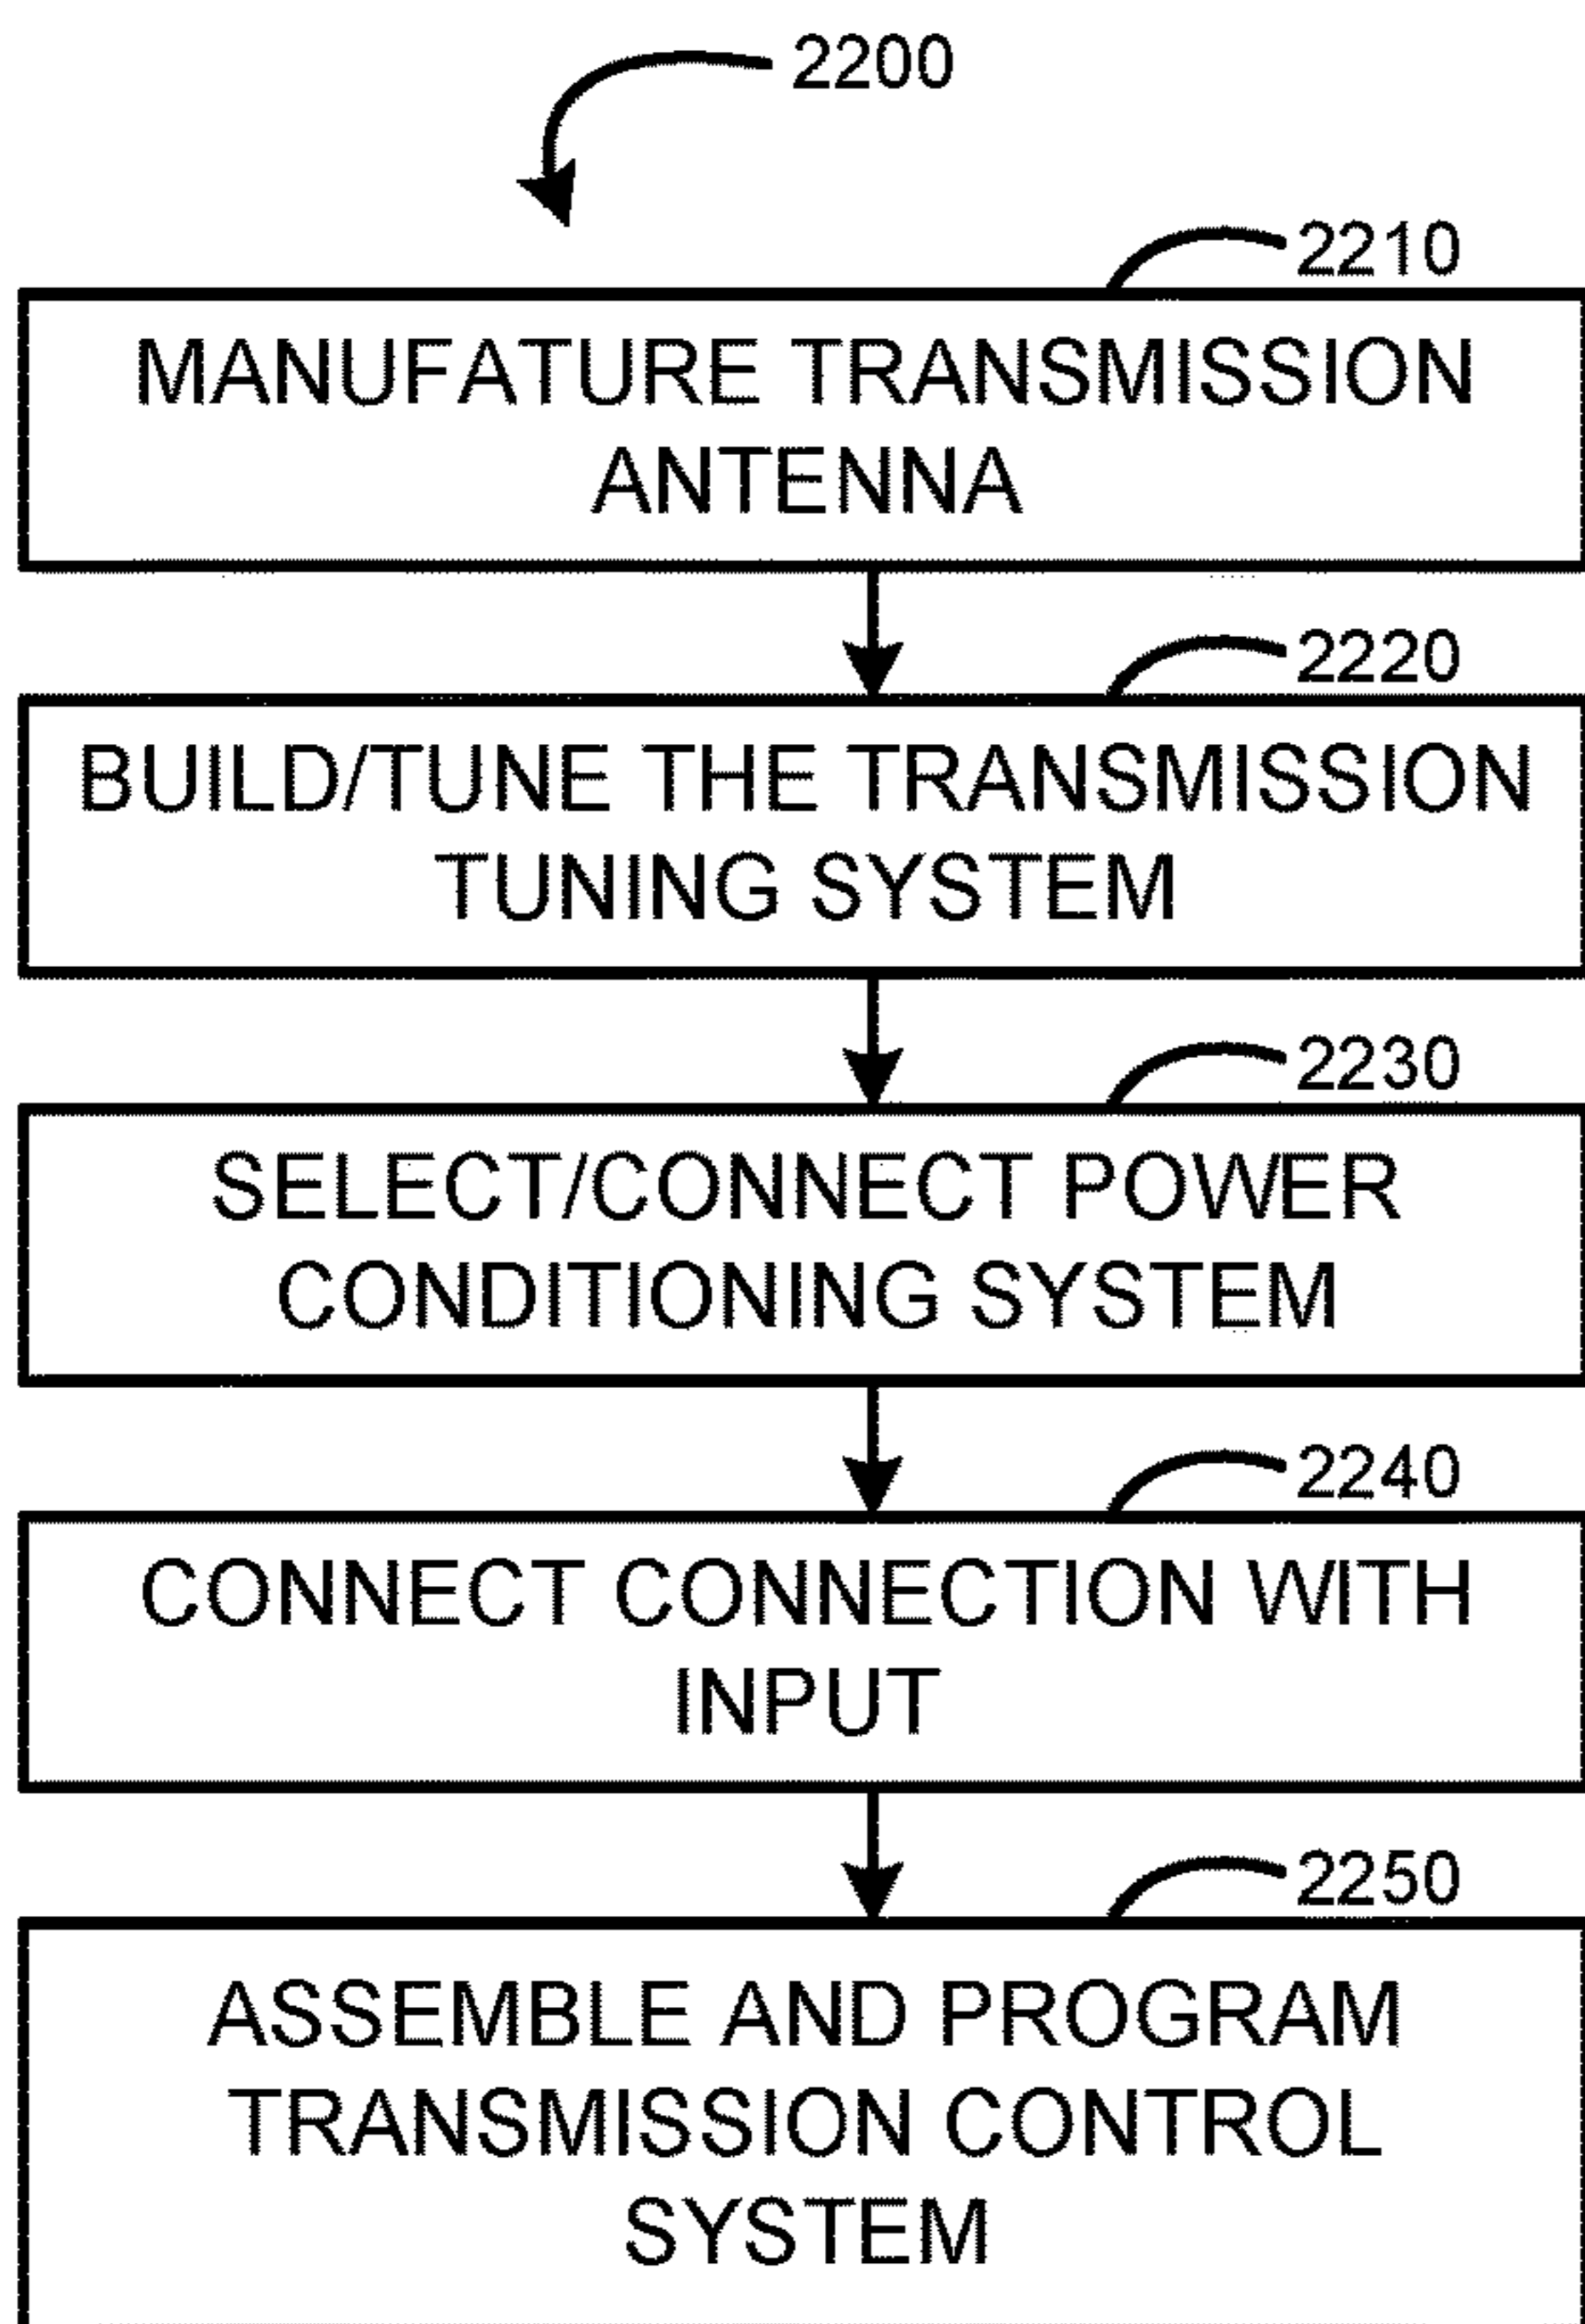 2200
2210
MANUFATURE TRANSMISSION
ANTENNA
2220
BUILD/TUNE THE TRANSMISSION
TUNING SYSTEM
2230
SELECT/CONNECT POWER
CONDITIONING SYSTEM
2240
CONNECT CONNECTION WITH
INPUT
2250
ASSEMBLE AND PROGRAM
TRANSMISSION CONTROL
SYSTEM